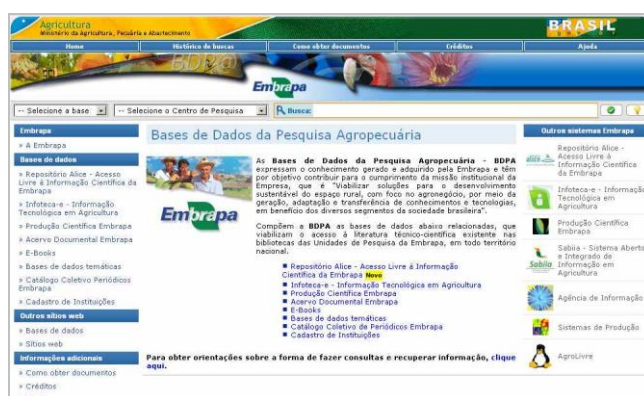 Agricultura
Ministério da Agricultura, Pecuária e Abastecimento
BRASIL
Home
Histórico de buscas
Como obter documentos
Créditos
Ajuda
BDP@
Embrapa
-- Selecione a base
-- Selecione o Centro de Pesquisa
Busca:
Embrapa
» A Embrapa
Bases de dados
» Repositório Alice - Acesso
Livre à Informação Científica da
Embrapa
» Infoteca-e - Informação
Tecnológica em Agricultura
» Produção Científica Embrapa
» Acervo Documental Embrapa
» E-Books
» Bases de dados temáticas
» Catálogo Coletivo Periódicos
Embrapa
» Cadastro de Instituições
Outros sítios web
» Bases de dados
» Sítios web
Informações adicionais
» Como obter documentos
» Créditos
Bases de Dados da Pesquisa Agropecuária
Embrapa
As Bases de Dados da Pesquisa Agropecuária - BDPA
expressam o conhecimento gerado e adquirido pela Embrapa e têm
por objetivo contribuir para o cumprimento da missão institucional da
Empresa, que é "Viabilizar soluções para o desenvolvimento
sustentável do espaço rural, com foco no agronegócio, por meio da
geração, adaptação e transferência de conhecimentos e tecnologias,
em benefício dos diversos segmentos da sociedade brasileira".
Compõem a BDPA as bases de dados abaixo relacionadas, que
viabilizam o acesso à literatura técnico-científica existente nas
bibliotecas das Unidades de Pesquisa da Embrapa, em todo território
nacional.
Repositório Alice - Acesso Livre à Informação
Científica da Embrapa Novo
Infoteca-e - Informação Tecnológica em Agricultura
Produção Científica Embrapa
Acervo Documental Embrapa
E-Books
Bases de dados temáticas
Catálogo Coletivo de Periódicos Embrapa
Cadastro de Instituições
Para obter orientações sobre a forma de fazer consultas e recuperar informação, clique
aqui.
Outros sistemas Embrapa
Repositório Alice -
Acesso Livre à
Informação Científica
da Embrapa
Infoteca-e - Informação
Tecnológica em
Agricultura
Produção Científica
Embrapa
Sabiia
Sabiia - Sistema Aberto
e Integrado de
Informação em
Agricultura
Agência de Informação
Sistemas de Produção
AgroLivre